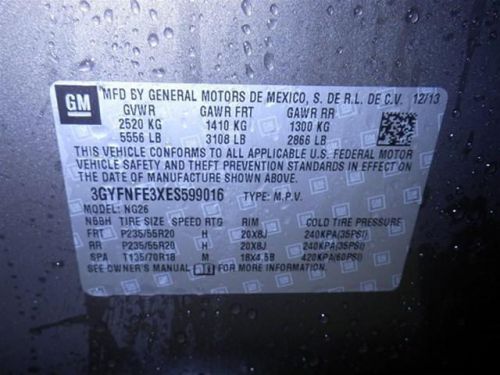 GM
MFD BY GENERAL MOTORS DE MEXICO, S. DE R.L. DE C.V. 12/13
GVWR GAWR FRT GAWR RR
2520 KG 1410 KG 1300 KG
5556 LB 3108 LB 2866 LB
THIS VEHICLE CONFORMS TO ALL APPLICABLE U.S. FEDERAL MOTOR
VEHICLE SAFETY AND THEFT PREVENTION STANDARDS IN EFFECT ON
THE DATE OF MANUFACTURE SHOWN ABOVE.
3GYFNFE3XES599016 TYPE: M.P.V.
MODEL: NG26
N6BH TIRE SIZE SPEED RTG RIM COLD TIRE PRESSURE
FRT P235/55R20 H 20X8J 240KPA(35PSI)
RR P235/55R20 H 20X8J 240KPA(35PSI)
SPA T135/70R18 M 18X4.5B 420KPA(60PSI)
SEE OWNER'S MANUAL GM FOR MORE INFORMATION.